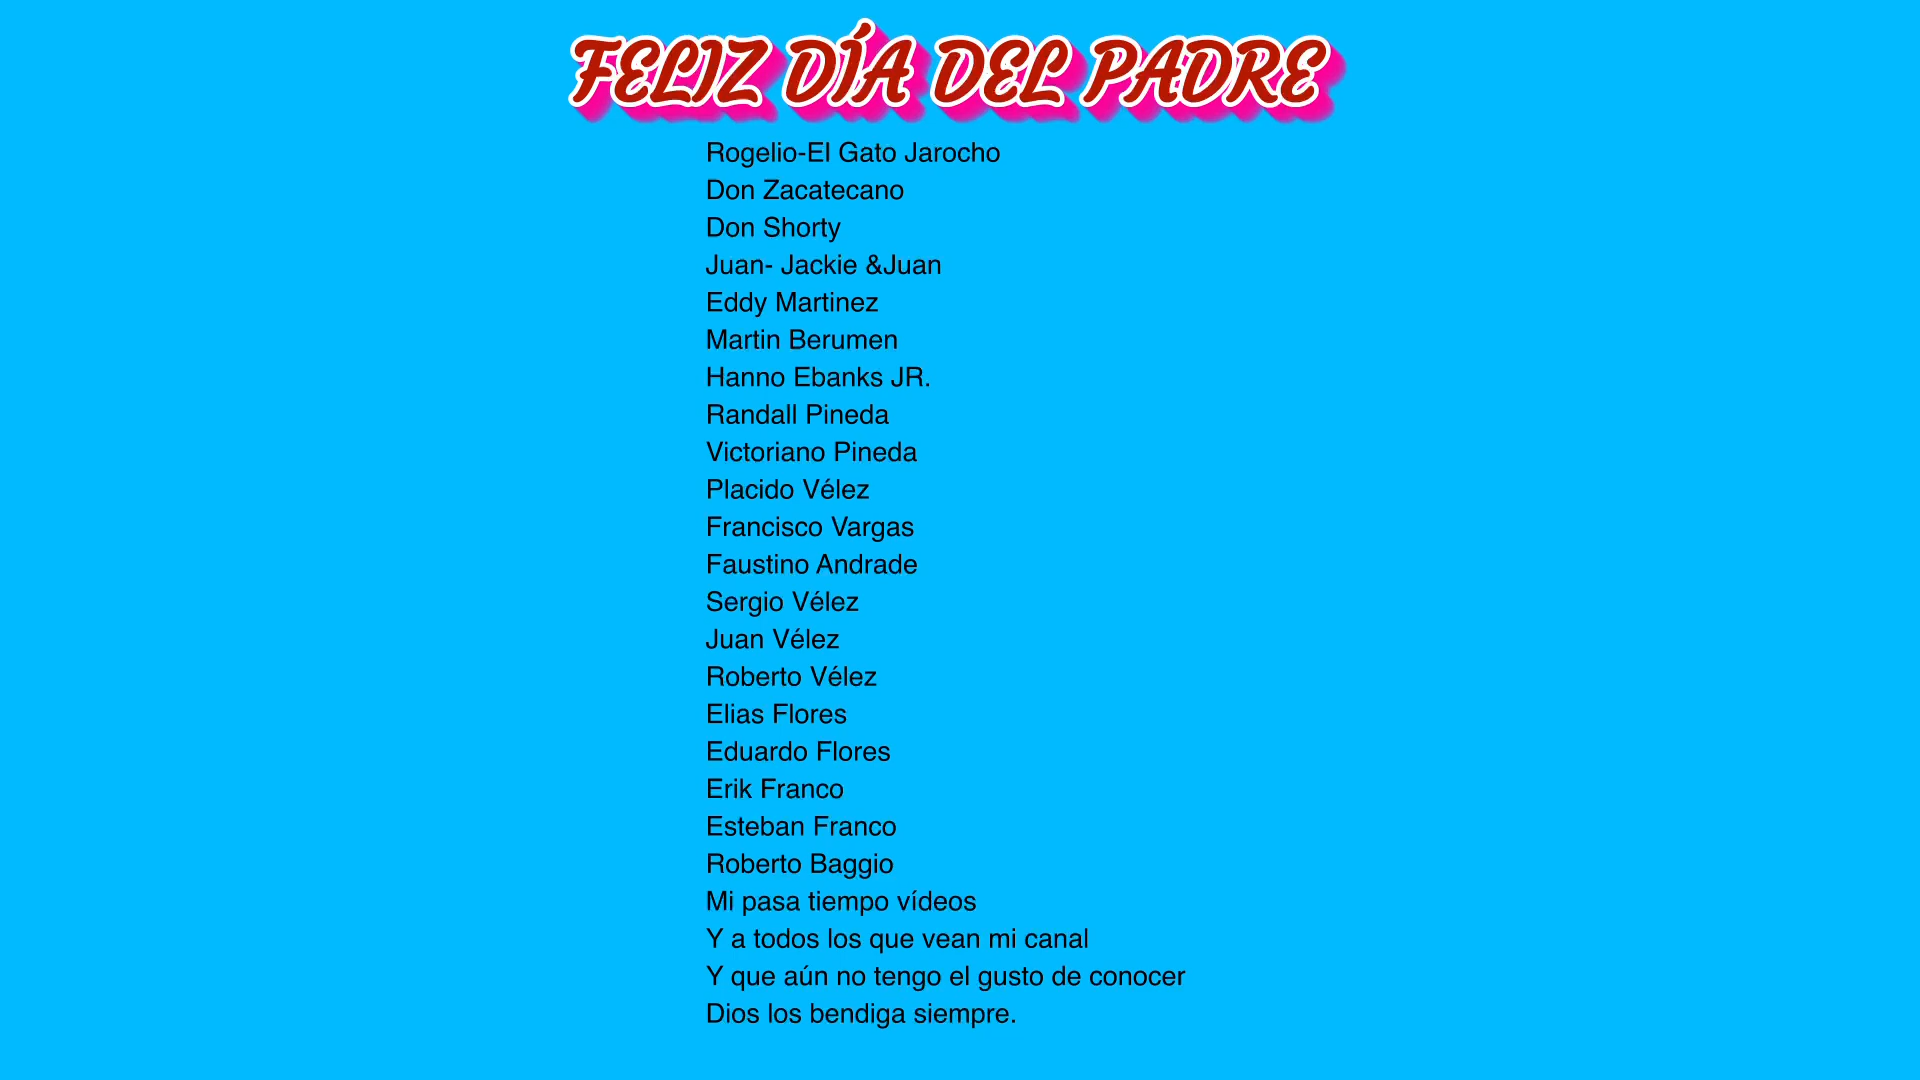 FELIZ DÍA DEL PADRE
Rogelio-El Gato Jarocho
Don Zacatecano
Don Shorty
Juan- Jackie &Juan
Eddy Martinez
Martin Berumen
Hanno Ebanks JR.
Randall Pineda
Victoriano Pineda
Placido Vélez
Francisco Vargas
Faustino Andrade
Sergio Vélez
Juan Vélez
Roberto Vélez
Elias Flores
Eduardo Flores
Erik Franco
Esteban Franco
Roberto Baggio
Mi pasa tiempo vídeos
Y a todos los que vean mi canal
Y que aún no tengo el gusto de conocer
Dios los bendiga siempre.